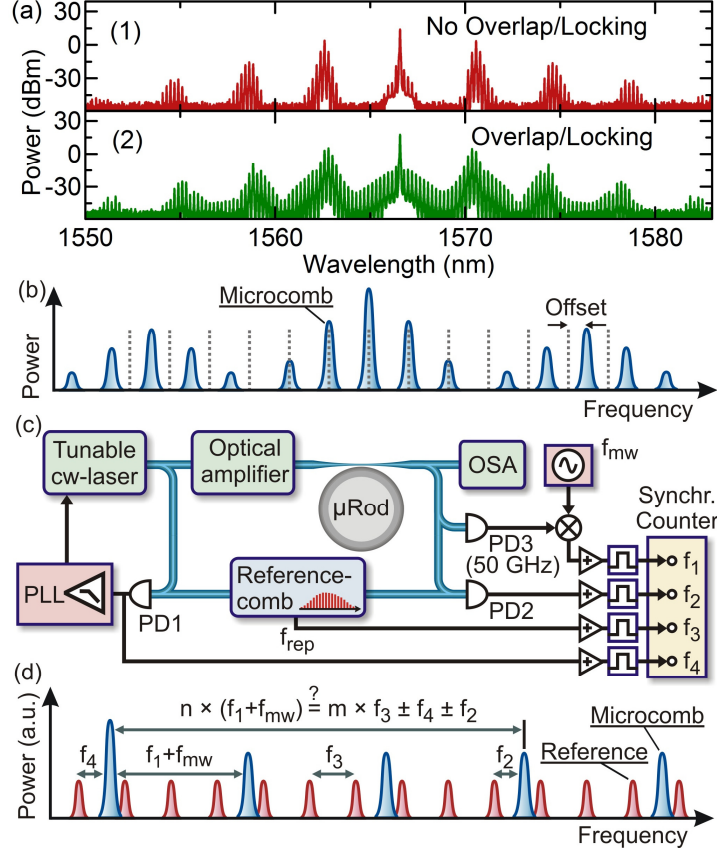 (a)
30
0
-30
(1)
No Overlap/Locking
30
0
-30
(2)
Overlap/Locking
Power (dBm)
1550
1560
1570
1580
Wavelength (nm)
(b)
Microcomb
Offset
Power
Frequency
(c)
Tunable
cw-laser
Optical
amplifier
OSA
f_mw
μRod
Synchr.
Counter
PD3
(50 GHz)
f_1
PLL
PD1
Reference-
comb
PD2
f_2
f_rep
f_3
f_4
(d)
n × (f_1+f_mw) ≟ m × f_3 ± f_4 ± f_2
Microcomb
Reference
f_4
f_1+f_mw
f_3
f_2
Power (a.u.)
Frequency